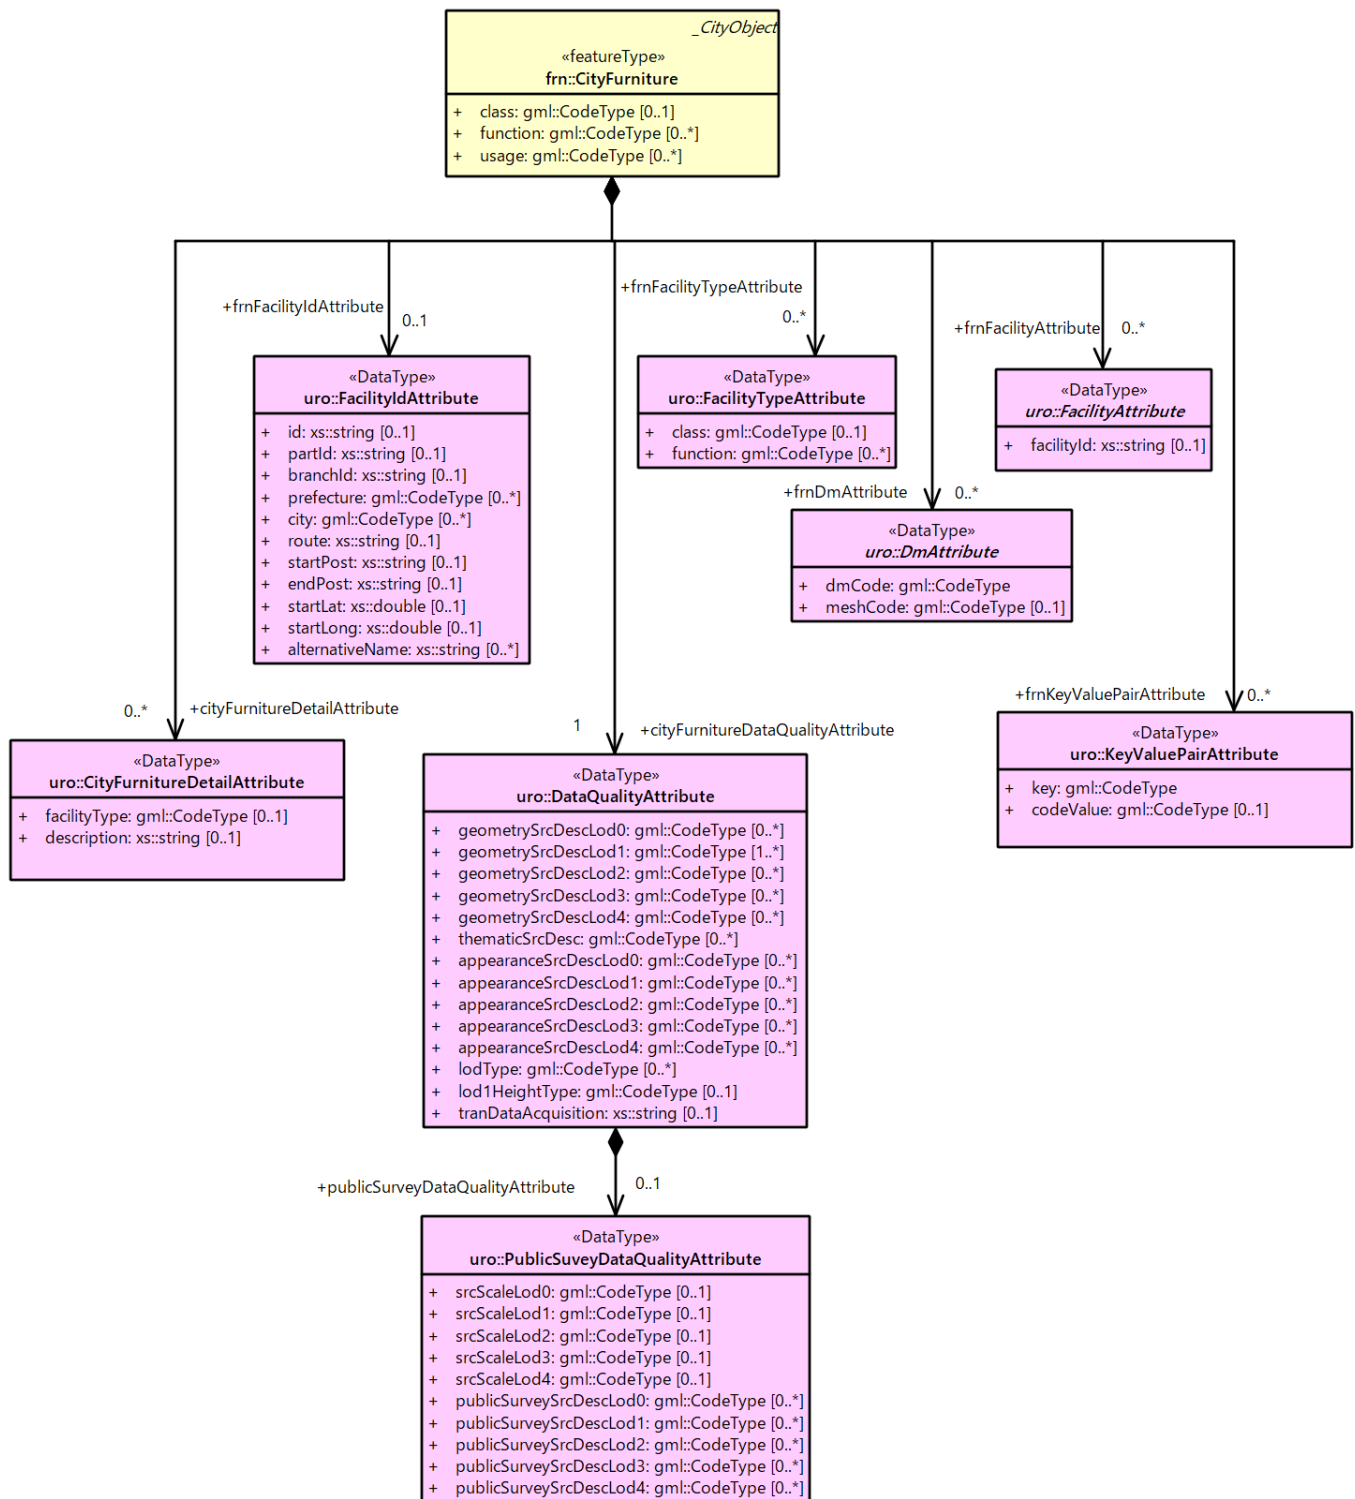 _CityObject
«featureType»
frn::CityFurniture
+ class: gml::CodeType [0..1]
+ function: gml::CodeType [0..*]
+ usage: gml::CodeType [0..*]
+frnFacilityIdAttribute
0..1
+frnFacilityTypeAttribute
0..*
+frnFacilityAttribute
0..*
«DataType»
uro::FacilityIdAttribute
+ id: xs::string [0..1]
+ partId: xs::string [0..1]
+ branchId: xs::string [0..1]
+ prefecture: gml::CodeType [0..*]
+ city: gml::CodeType [0..*]
+ route: xs::string [0..1]
+ startPost: xs::string [0..1]
+ endPost: xs::string [0..1]
+ startLat: xs::double [0..1]
+ startLong: xs::double [0..1]
+ alternativeName: xs::string [0..*]
«DataType»
uro::FacilityTypeAttribute
+ class: gml::CodeType [0..1]
+ function: gml::CodeType [0..*]
«DataType»
uro::FacilityAttribute
+ facilityId: xs::string [0..1]
+frnDmAttribute
0..*
«DataType»
uro::DmAttribute
+ dmCode: gml::CodeType
+ meshCode: gml::CodeType [0..1]
0..*
+cityFurnitureDetailAttribute
«DataType»
uro::CityFurnitureDetailAttribute
+ facilityType: gml::CodeType [0..1]
+ description: xs::string [0..1]
1
+cityFurnitureDataQualityAttribute
+frnKeyValuePairAttribute
0..*
«DataType»
uro::KeyValuePairAttribute
+ key: gml::CodeType
+ codeValue: gml::CodeType [0..1]
«DataType»
uro::DataQualityAttribute
+ geometrySrcDescLod0: gml::CodeType [0..*]
+ geometrySrcDescLod1: gml::CodeType [1..*]
+ geometrySrcDescLod2: gml::CodeType [0..*]
+ geometrySrcDescLod3: gml::CodeType [0..*]
+ geometrySrcDescLod4: gml::CodeType [0..*]
+ thematicSrcDesc: gml::CodeType [0..*]
+ appearanceSrcDescLod0: gml::CodeType [0..*]
+ appearanceSrcDescLod1: gml::CodeType [0..*]
+ appearanceSrcDescLod2: gml::CodeType [0..*]
+ appearanceSrcDescLod3: gml::CodeType [0..*]
+ appearanceSrcDescLod4: gml::CodeType [0..*]
+ lodType: gml::CodeType [0..*]
+ lod1HeightType: gml::CodeType [0..1]
+ tranDataAcquisition: xs::string [0..1]
+publicSurveyDataQualityAttribute
0..1
«DataType»
uro::PublicSuveyDataQualityAttribute
+ srcScaleLod0: gml::CodeType [0..1]
+ srcScaleLod1: gml::CodeType [0..1]
+ srcScaleLod2: gml::CodeType [0..1]
+ srcScaleLod3: gml::CodeType [0..1]
+ srcScaleLod4: gml::CodeType [0..1]
+ publicSurveySrcDescLod0: gml::CodeType [0..*]
+ publicSurveySrcDescLod1: gml::CodeType [0..*]
+ publicSurveySrcDescLod2: gml::CodeType [0..*]
+ publicSurveySrcDescLod3: gml::CodeType [0..*]
+ publicSurveySrcDescLod4: gml::CodeType [0..*]